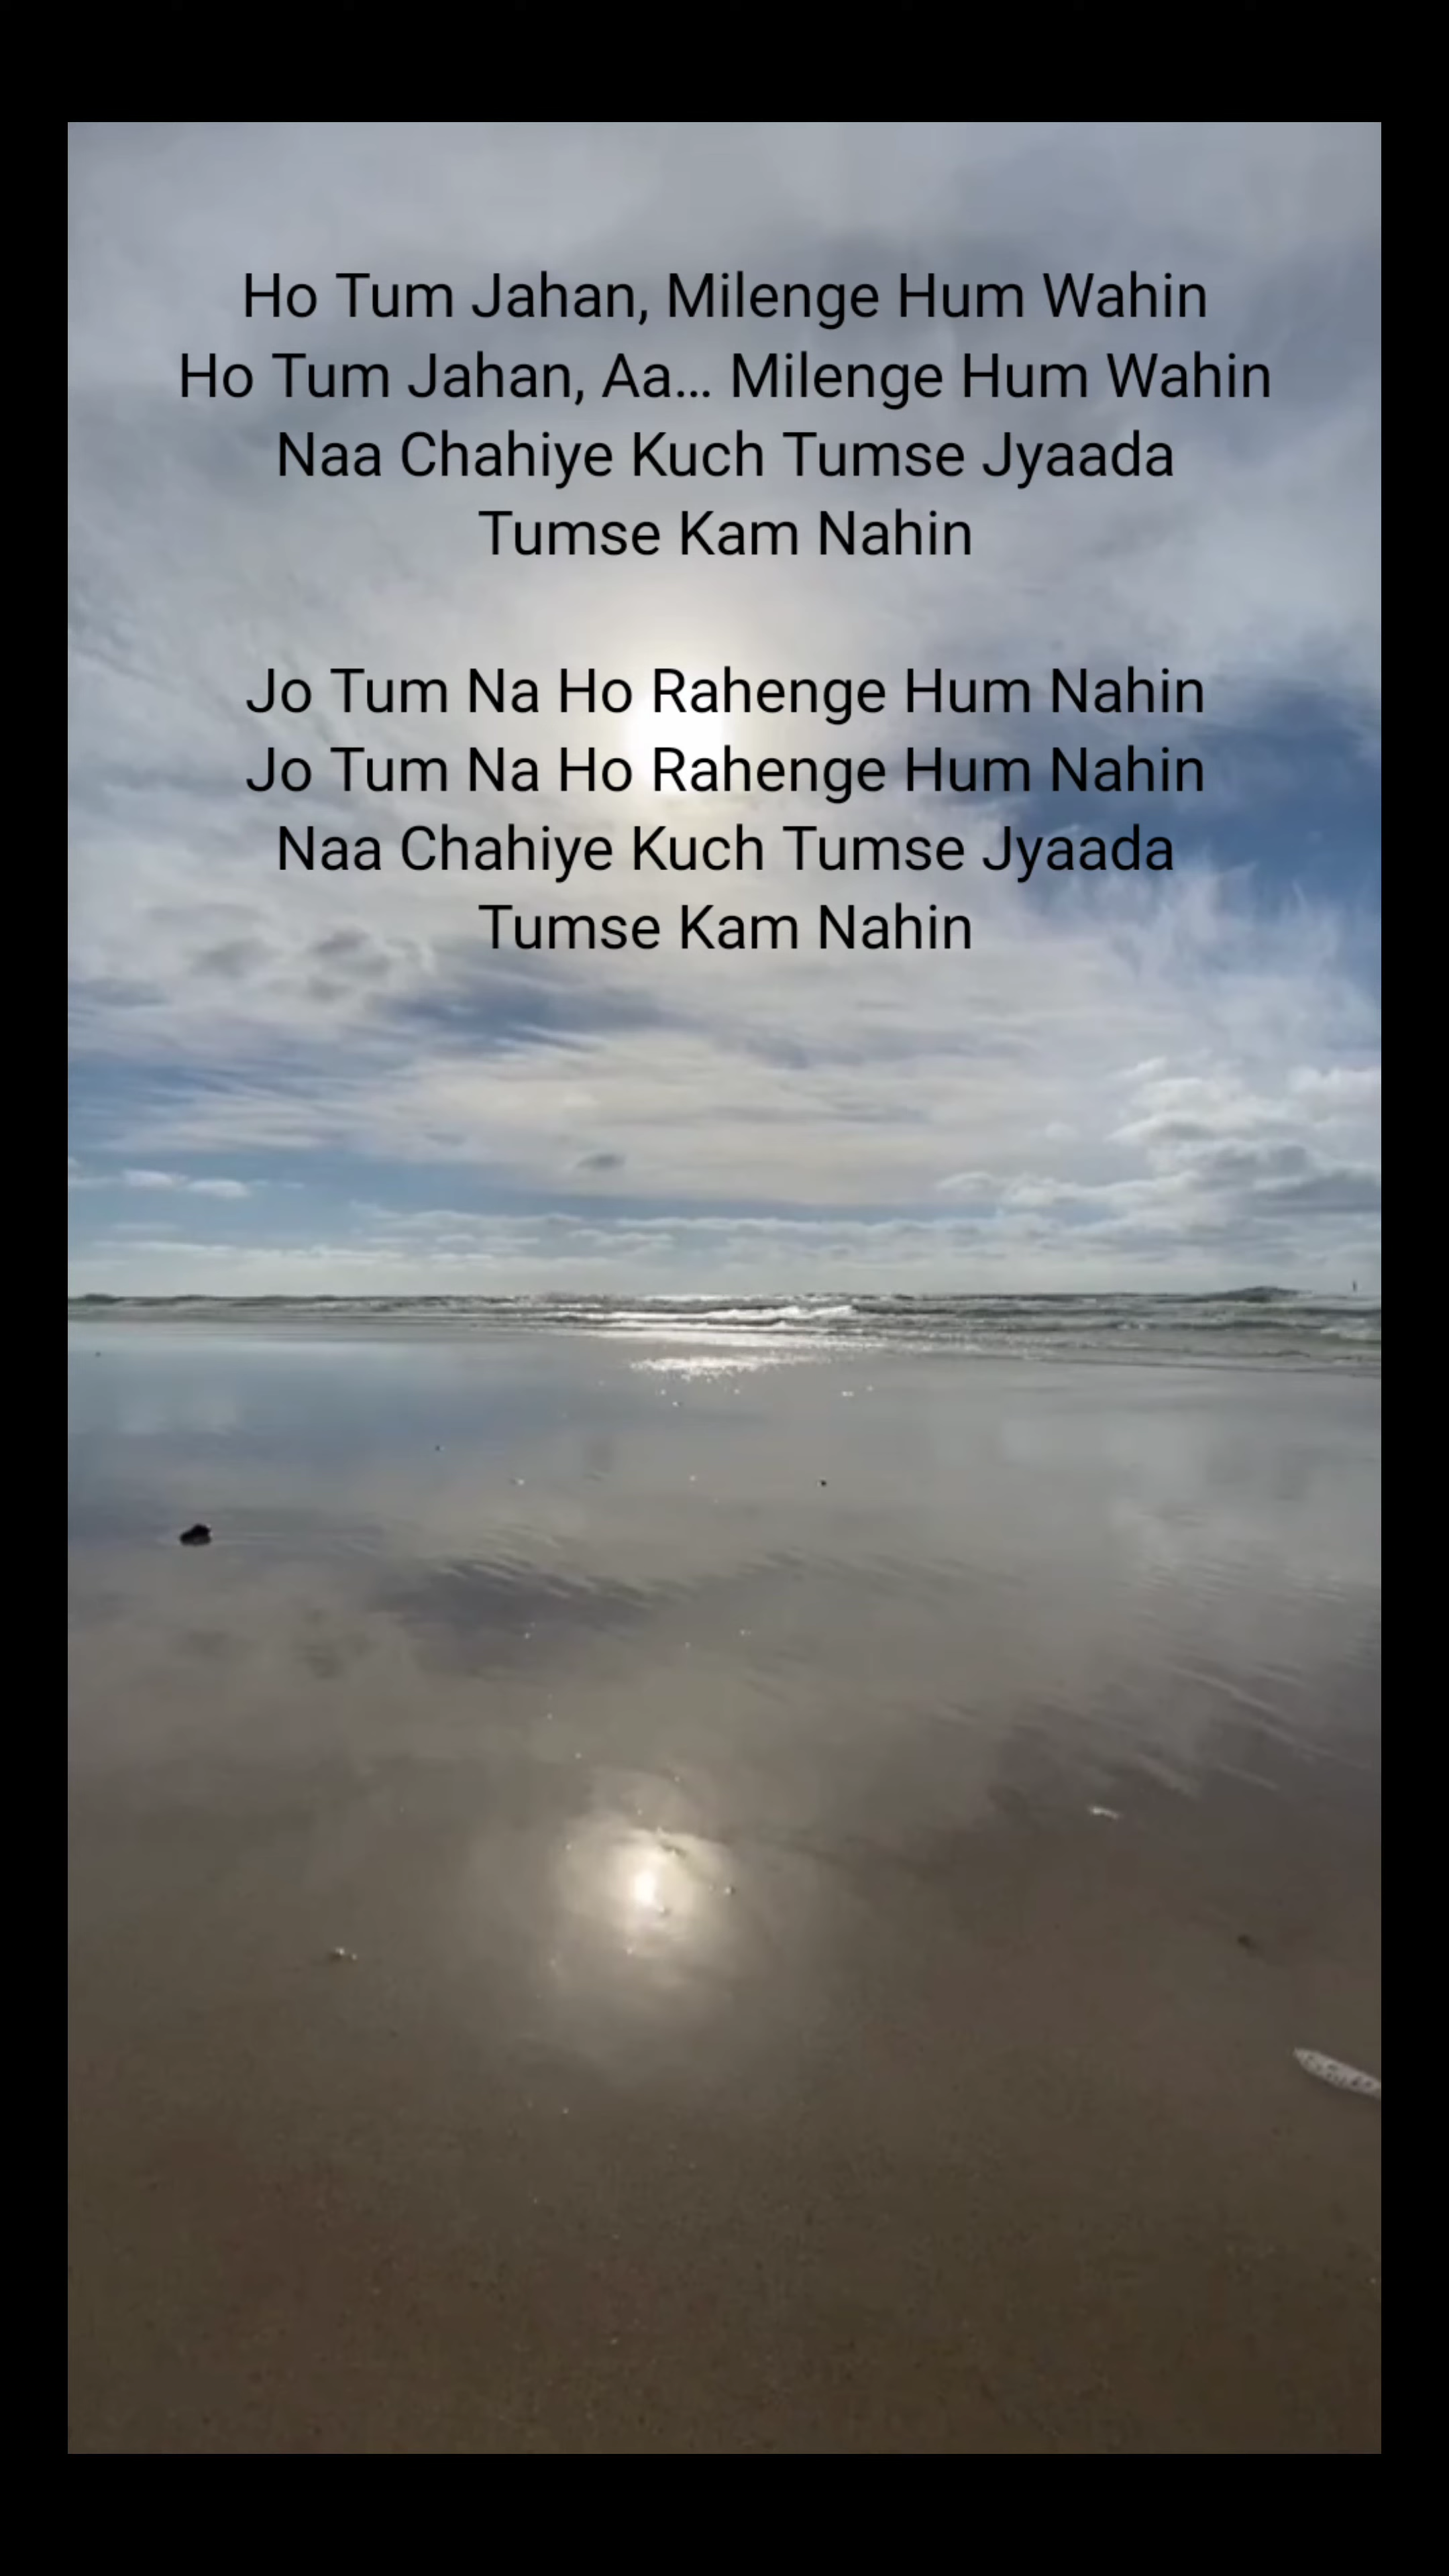 Ho Tum Jahan, Milenge Hum Wahin
Ho Tum Jahan, Aa... Milenge Hum Wahin
Naa Chahiye Kuch Tumse Jyaada
Tumse Kam Nahin
Jo Tum Na Ho Rahenge Hum Nahin
Jo Tum Na Ho Rahenge Hum Nahin
Naa Chahiye Kuch Tumse Jyaada
Tumse Kam Nahin